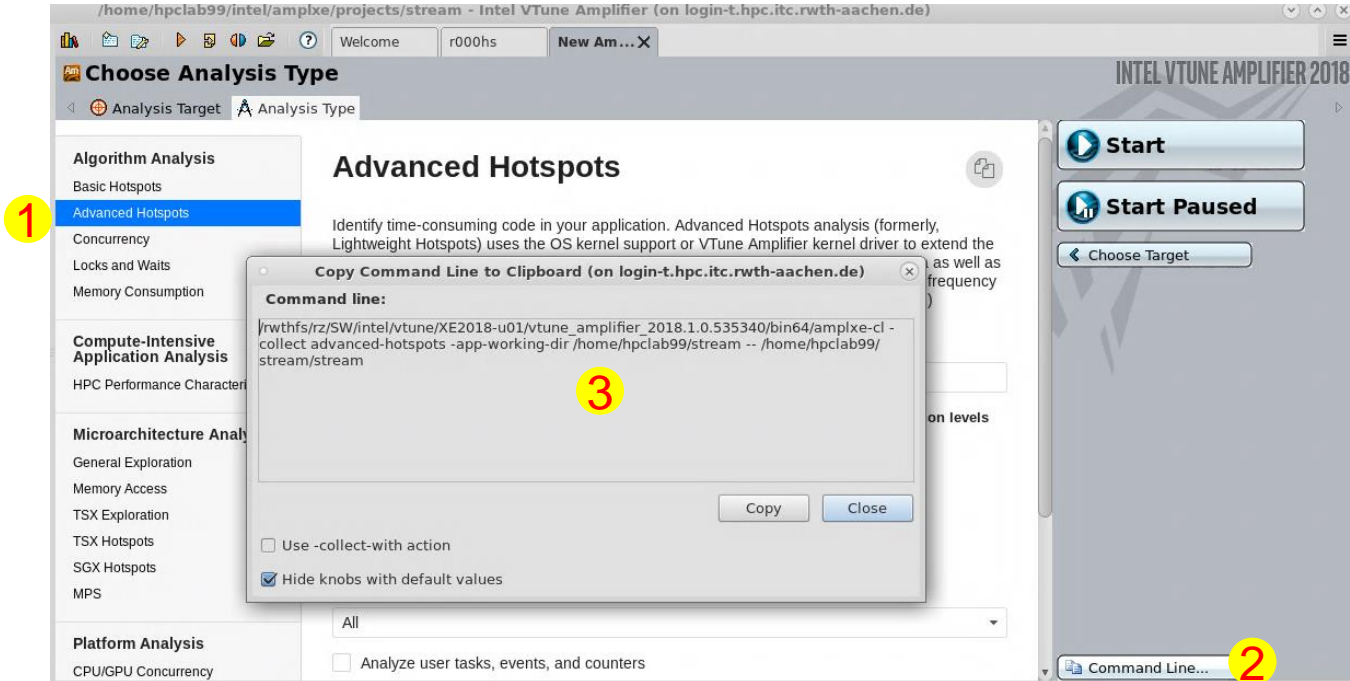 /home/hpclab99/intel/amplxe/projects/stream - Intel VTune Amplifier (on login-t.hpc.itc.rwth-aachen.de)
Welcome
r000hs
New Am...
Choose Analysis Type
INTEL VTUNE AMPLIFIER 2018
Analysis Target
Analysis Type
Algorithm Analysis
Basic Hotspots
1
Advanced Hotspots
Concurrency
Locks and Waits
Memory Consumption
Compute-Intensive
Application Analysis
HPC Performance Characteri
Microarchitecture Analy
General Exploration
Memory Access
TSX Exploration
TSX Hotspots
SGX Hotspots
MPS
Platform Analysis
CPU/GPU Concurrency
Advanced Hotspots
Identify time-consuming code in your application. Advanced Hotspots analysis (formerly,
Lightweight Hotspots) uses the OS kernel support or VTune Amplifier kernel driver to extend the
as well as
frequency
)
on levels
Copy Command Line to Clipboard (on login-t.hpc.itc.rwth-aachen.de)
Command line:
/rwthfs/rz/SW/intel/vtune/XE2018-u01/vtune_amplifier_2018.1.0.535340/bin64/amplxe-cl -
collect advanced-hotspots -app-working-dir /home/hpclab99/stream -- /home/hpclab99/
stream/stream
3
Copy
Close
Use -collect-with action
Hide knobs with default values
All
Analyze user tasks, events, and counters
Start
Start Paused
Choose Target
Command Line...
2